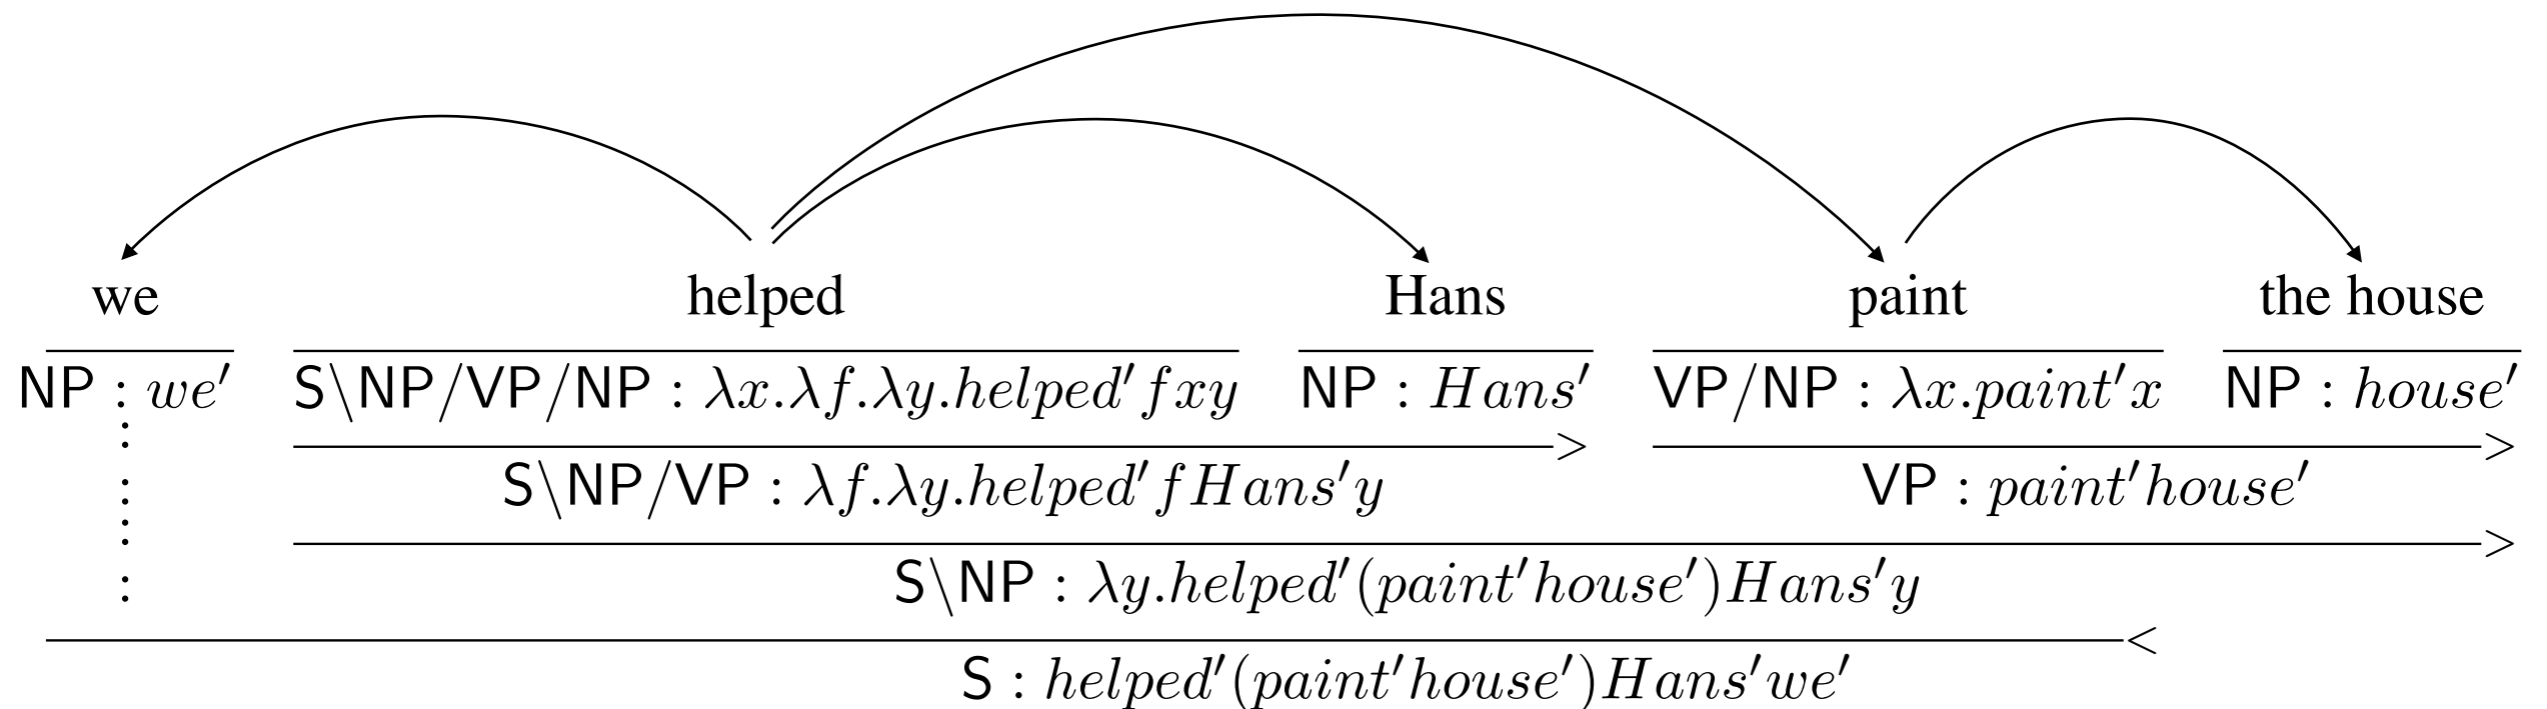 we helped Hans paint the house
NP : we′ S\NP/VP/NP : λx.λf.λy.helped′fxy NP : Hans′ VP/NP : λx.paint′x NP : house′
: > >
: S\NP/VP : λf.λy.helped′fHans′y VP : paint′house′
: >
: S\NP : λy.helped′(paint′house′)Hans′y
<
S : helped′(paint′house′)Hans′we′